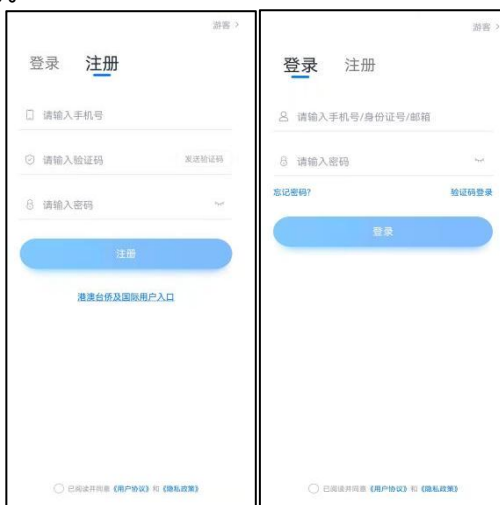 游客 >
登录 注册
请输入手机号
请输入验证码 发送验证码
请输入密码
注册
港澳台侨及国际用户入口
已阅读并同意《用户协议》和《隐私政策》
游客 >
登录 注册
请输入手机号/身份证号/邮箱
请输入密码
忘记密码? 验证码登录
登录
已阅读并同意《用户协议》和《隐私政策》